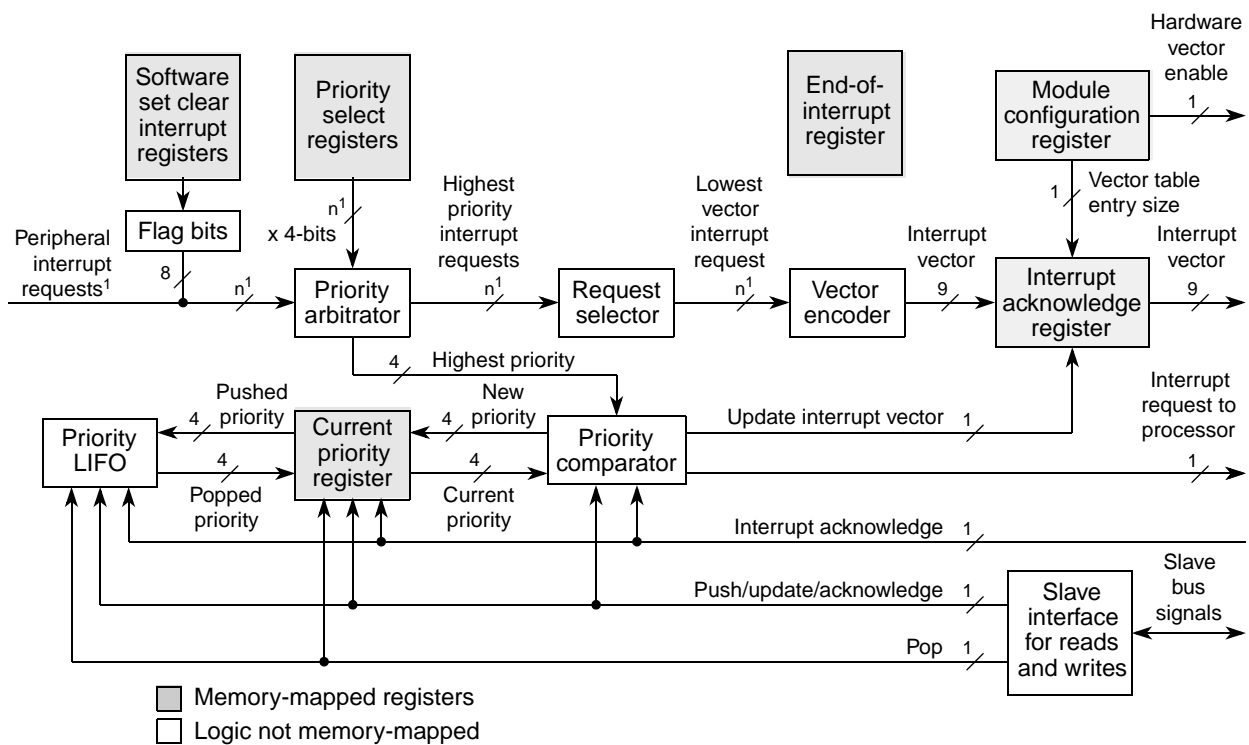 Software
set clear
interrupt
registers
Priority
select
registers
End-of-
interrupt
register
Module
configuration
register
Hardware
vector
enable
1
Flag bits
8
Peripheral
interrupt
requests¹
n¹
n¹
x 4-bits
Priority
arbitrator
Highest
priority
interrupt
requests
n¹
Request
selector
Lowest
vector
interrupt
request
n¹
Vector
encoder
Interrupt
vector
9
1
Vector table
entry size
Interrupt
acknowledge
register
Interrupt
vector
9
4
Highest priority
Priority
LIFO
Pushed
priority
4
4
Popped
priority
Current
priority
register
New
priority
4
4
Current
priority
Priority
comparator
Update interrupt vector
1
Interrupt
request to
processor
1
Interrupt acknowledge
1
Push/update/acknowledge
1
Pop
1
Slave
interface
for reads
and writes
Slave
bus
signals
Memory-mapped registers
Logic not memory-mapped